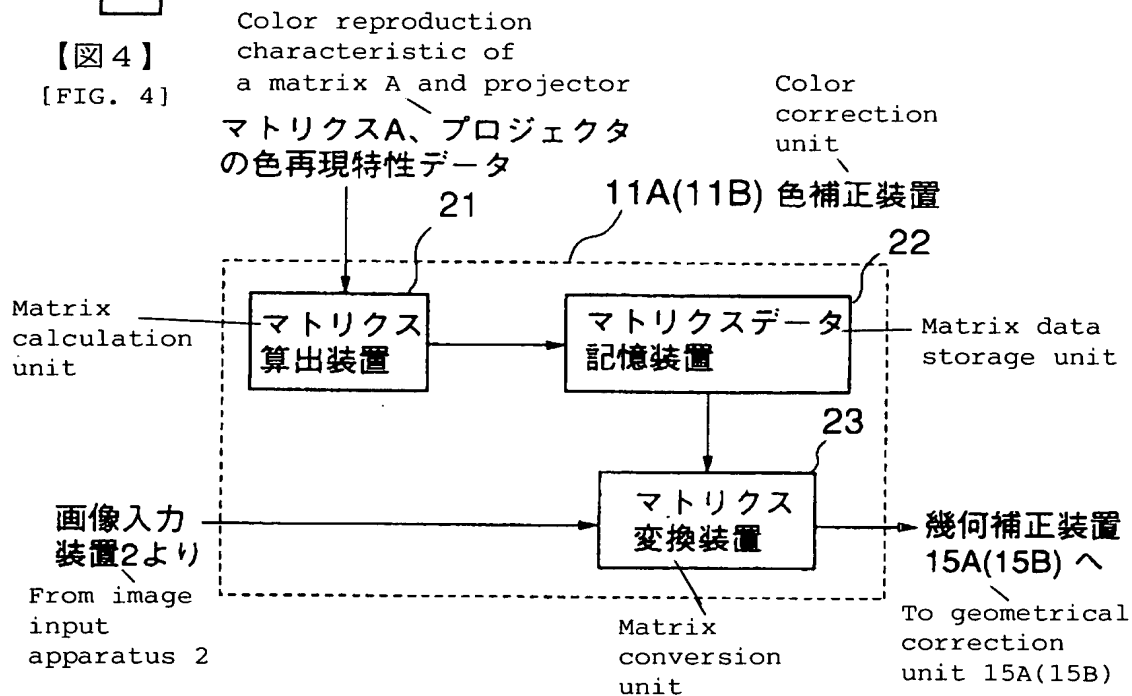 【図4】
[FIG. 4]
Color reproduction
characteristic of
a matrix A and projector
マトリクスA、プロジェクタ
の色再現特性データ
Color
correction
unit
11A(11B) 色補正装置
21
22
Matrix
calculation
unit
マトリクス
算出装置
マトリクスデータ
記憶装置
Matrix data
storage unit
23
画像入力
装置2より
From image
input
apparatus 2
マトリクス
変換装置
Matrix
conversion
unit
幾何補正装置
15A(15B) へ
To geometrical
correction
unit 15A(15B)